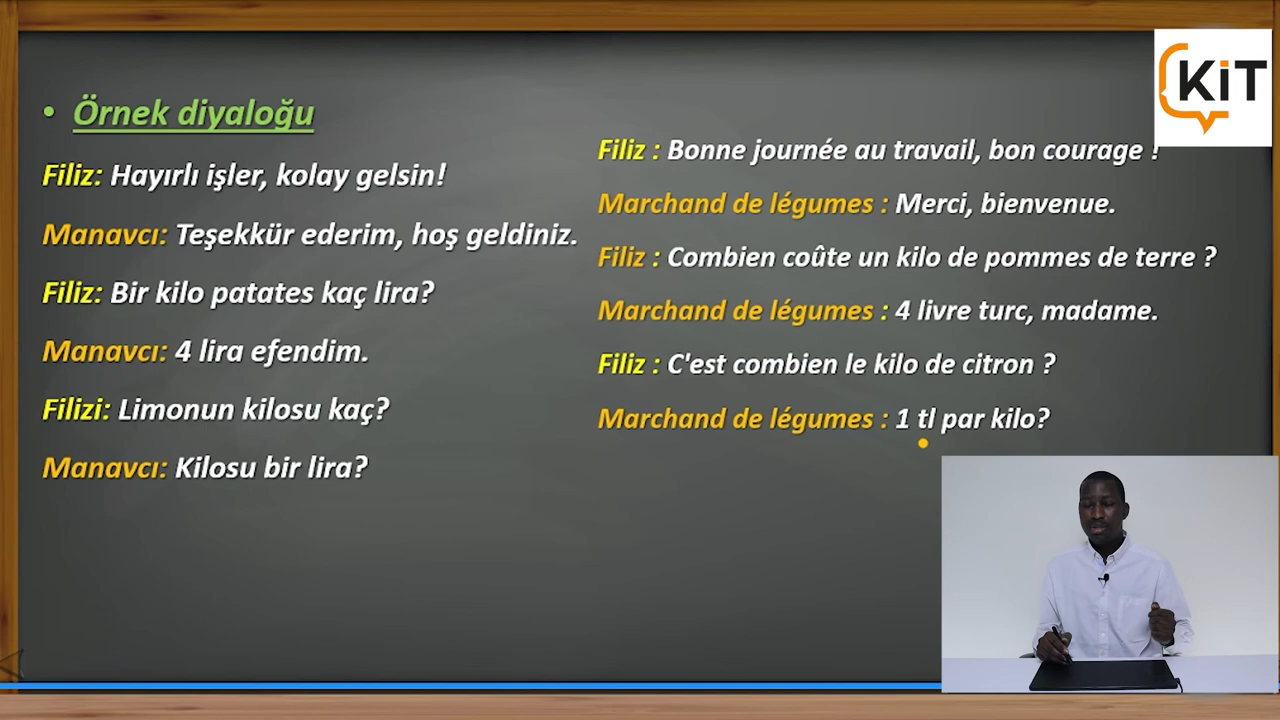 Örnek diyaloğu
Filiz: Hayırlı işler, kolay gelsin!
Manavcı: Teşekkür ederim, hoş geldiniz.
Filiz: Bir kilo patates kaç lira?
Manavcı: 4 lira efendim.
Filizi: Limonun kilosu kaç?
Manavcı: Kilosu bir lira?
Filiz : Bonne journée au travail, bon courage !
Marchand de légumes : Merci, bienvenue.
Filiz : Combien coûte un kilo de pommes de terre ?
Marchand de légumes : 4 livre turc, madame.
Filiz : C'est combien le kilo de citron ?
Marchand de légumes : 1 tl par kilo?
KiT